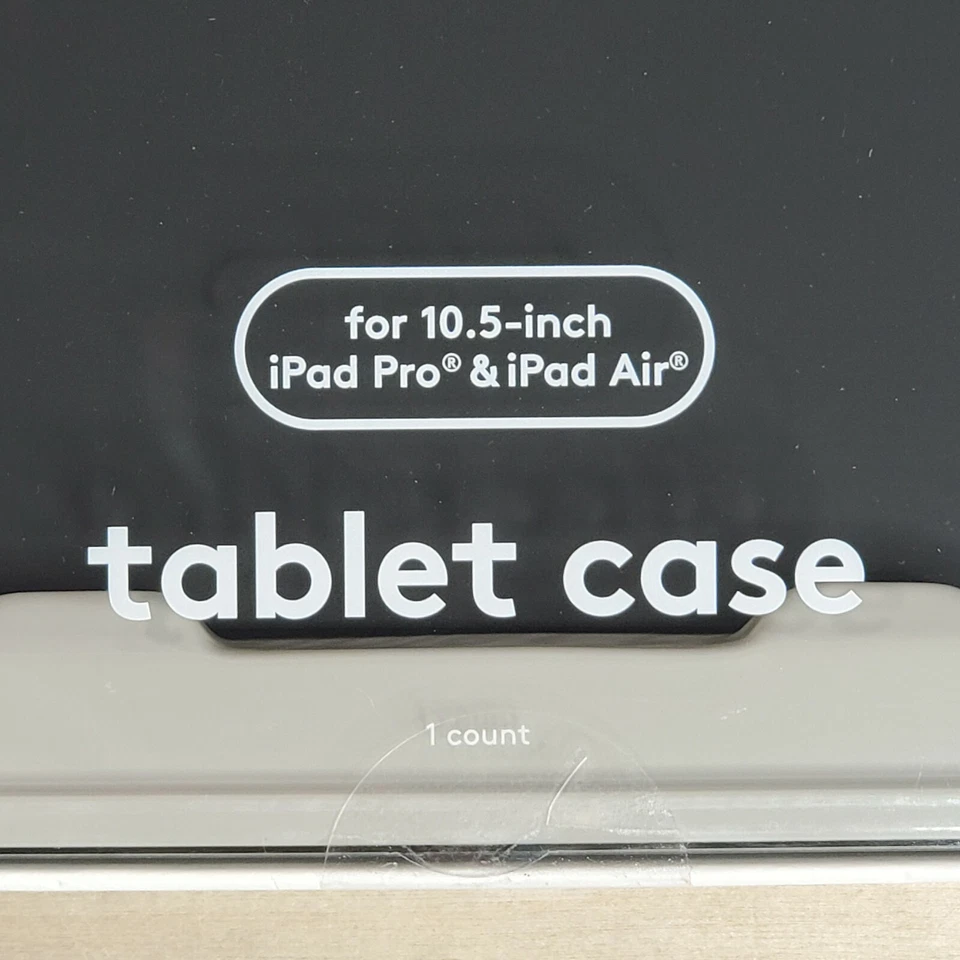 for 10.5-inch
iPad Pro® & iPad Air®
tablet case
1 count